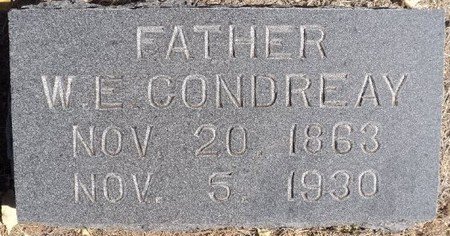 FATHER
W. E. CONDREAY
NOV. 20, 1863
NOV. 5, 1930